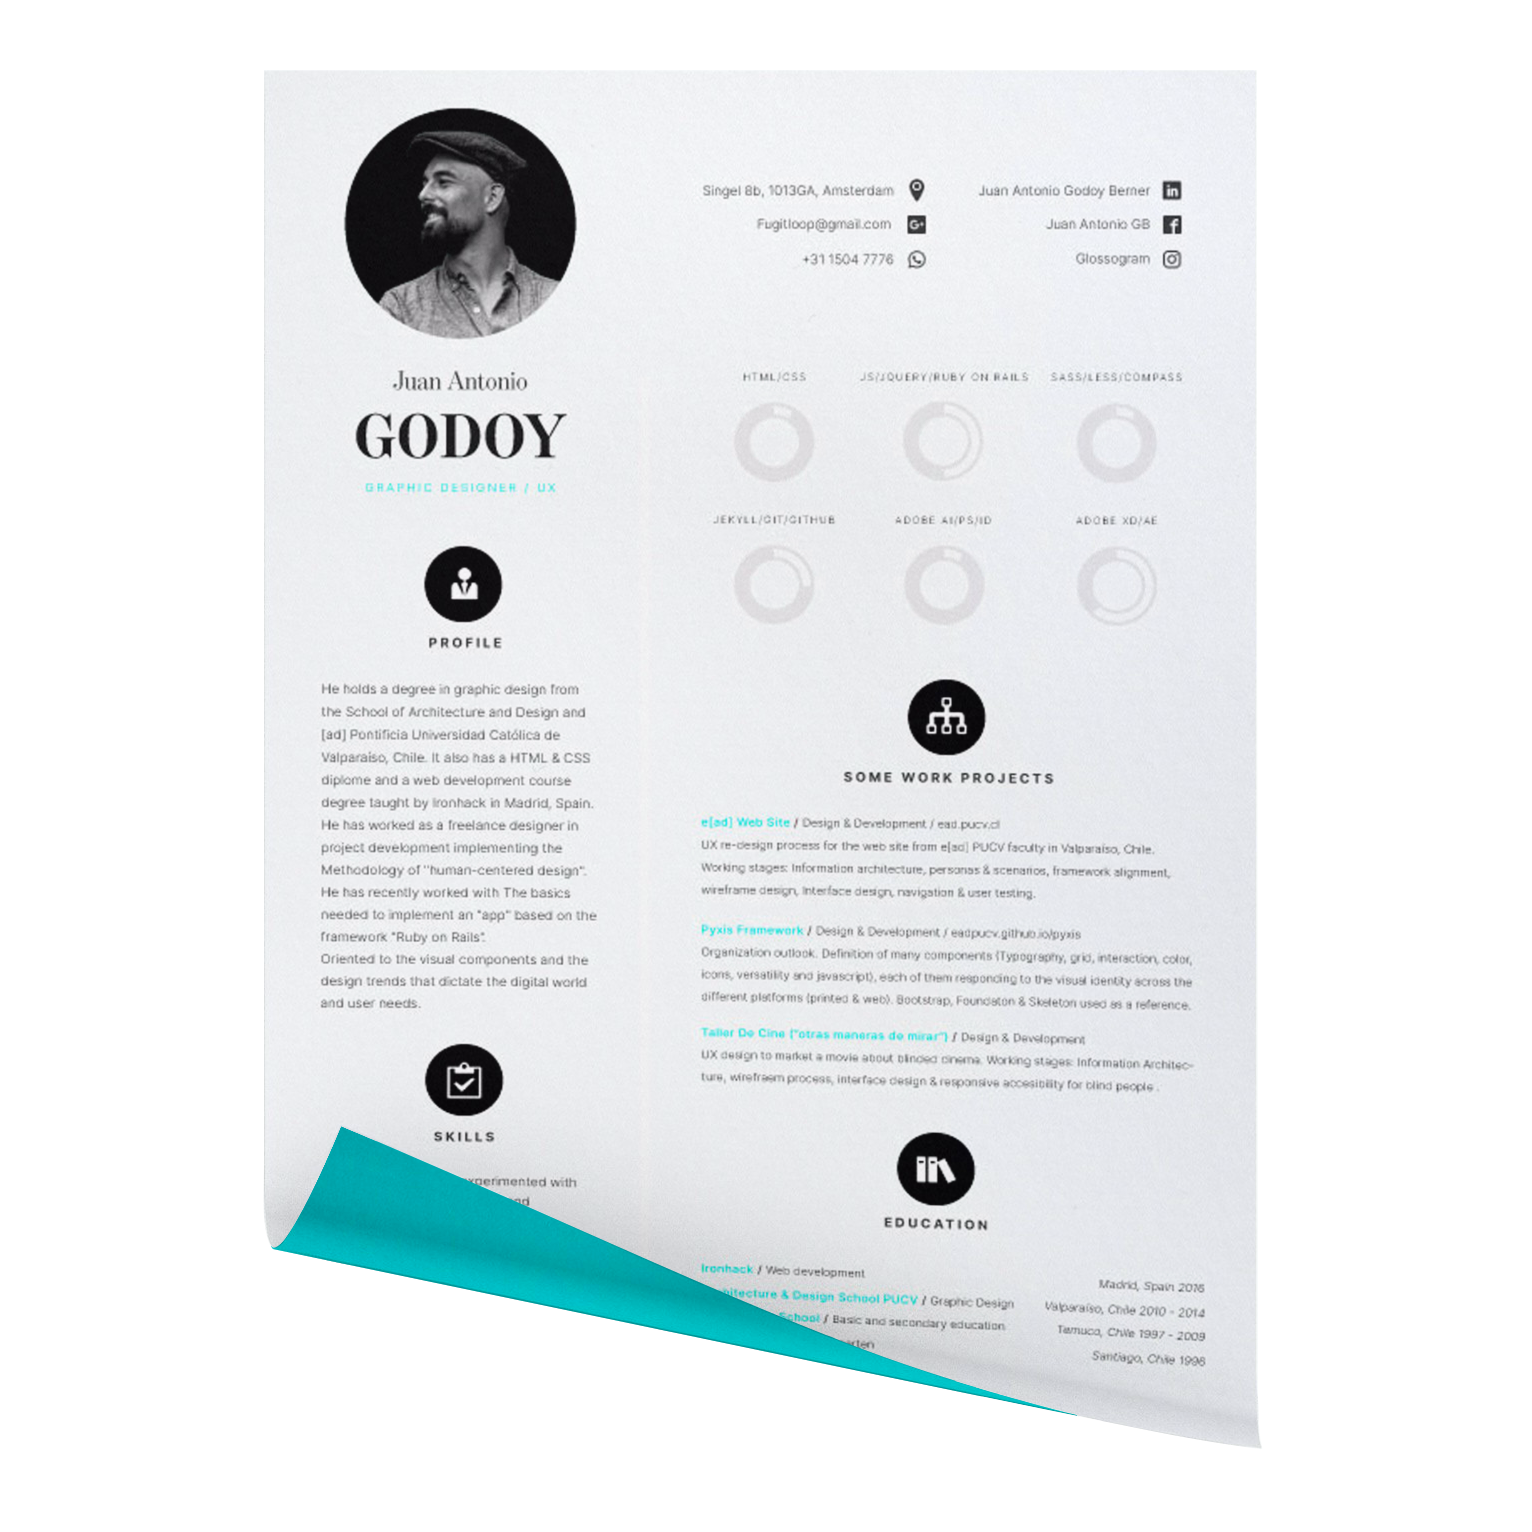 Juan Antonio
GODOY
GRAPHIC DESIGNER / UX
PROFILE
He holds a degree in graphic design from
the School of Architecture and Design and
[ad] Pontificia Universidad Católica de
Valparaíso, Chile. It also has a HTML & CSS
diplome and a web development course
degree taught by Ironhack in Madrid, Spain.
He has worked as a freelance designer in
project development implementing the
Methodology of "human-centered design".
He has recently worked with The basics
needed to implement an "app" based on the
framework "Ruby on Rails".
Oriented to the visual components and the
design trends that dictate the digital world
and user needs.
SKILLS
xperimented with
Singel 8b, 1013GA, Amsterdam
Fugitloop@gmail.com
+31 1504 7776
Juan Antonio Godoy Berner
Juan Antonio GB
Glossogram
HTML/CSS
JS/JQUERY/RUBY ON RAILS
SASS/LESS/COMPASS
JEKYLL/GIT/GITHUB
ADOBE AI/PS/ID
ADOBE XD/AE
SOME WORK PROJECTS
e[ad] Web Site / Design & Development / ead.pucv.cl
UX re-design process for the web site from e[ad] PUCV faculty in Valparaíso, Chile.
Working stages: Information architecture, personas & scenarios, framework alignment,
wireframe design, Interface design, navigation & user testing.
Pyxis Framework / Design & Development / eadpucv.github.io/pyxis
Organization outlook. Definition of many components (Typography, grid, interaction, color,
icons, versatility and javascript), each of them responding to the visual identity across the
different platforms (printed & web). Bootstrap, Foundaton & Skeleton used as a reference.
Taller De Cine ("otras maneras de mirar") / Design & Development
UX design to market a movie about blinded cinema. Working stages: Information Architec-
ture, wirefraem process, interface design & responsive accesibility for blind people .
EDUCATION
Ironhack / Web development
Madrid, Spain 2016
hitecture & Design School PUCV / Graphic Design
Valparaíso, Chile 2010 - 2014
School / Basic and secondary education
Temuco, Chile 1997 - 2009
arten
Santiago, Chile 1996